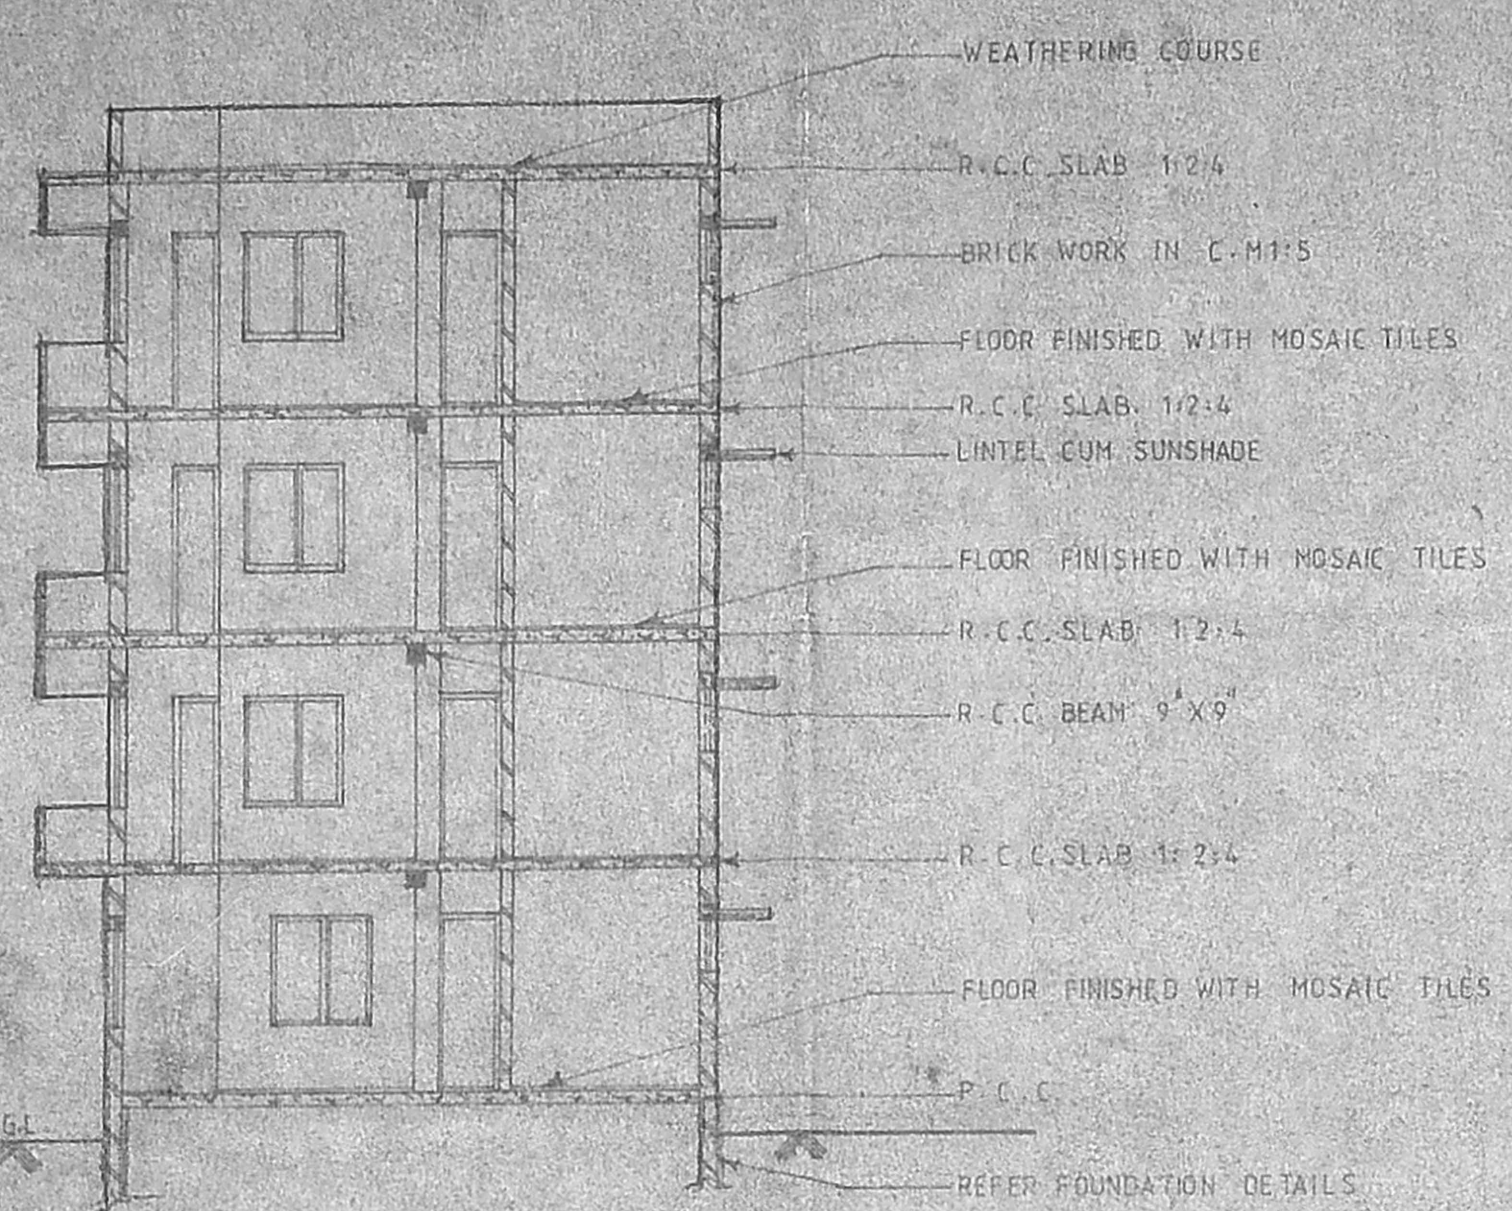 WEATHERING COURSE
R.C.C. SLAB 1:2:4
BRICK WORK IN C.M 1:5
FLOOR FINISHED WITH MOSAIC TILES
R.C.C SLAB. 1:2:4
LINTEL CUM SUNSHADE
FLOOR FINISHED WITH MOSAIC TILES
R.C.C. SLAB 1:2:4
R.C.C. BEAM 9"X9"
R.C.C. SLAB 1:2:4
FLOOR FINISHED WITH MOSAIC TILES
P.C.C.
G.L.
REFER FOUNDATION DETAILS